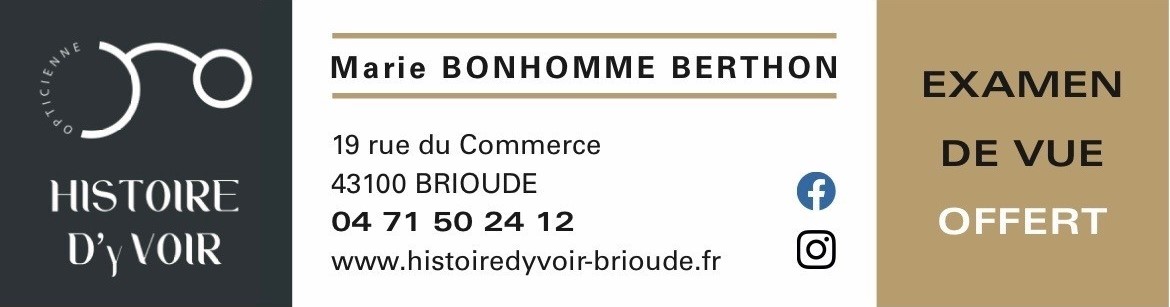 OPTICIENNE
HISTOIRE
D'y VOIR
Marie BONHOMME BERTHON
19 rue du Commerce
43100 BRIOUDE
04 71 50 24 12
www.histoiredyvoir-brioude.fr
EXAMEN
DE VUE
OFFERT